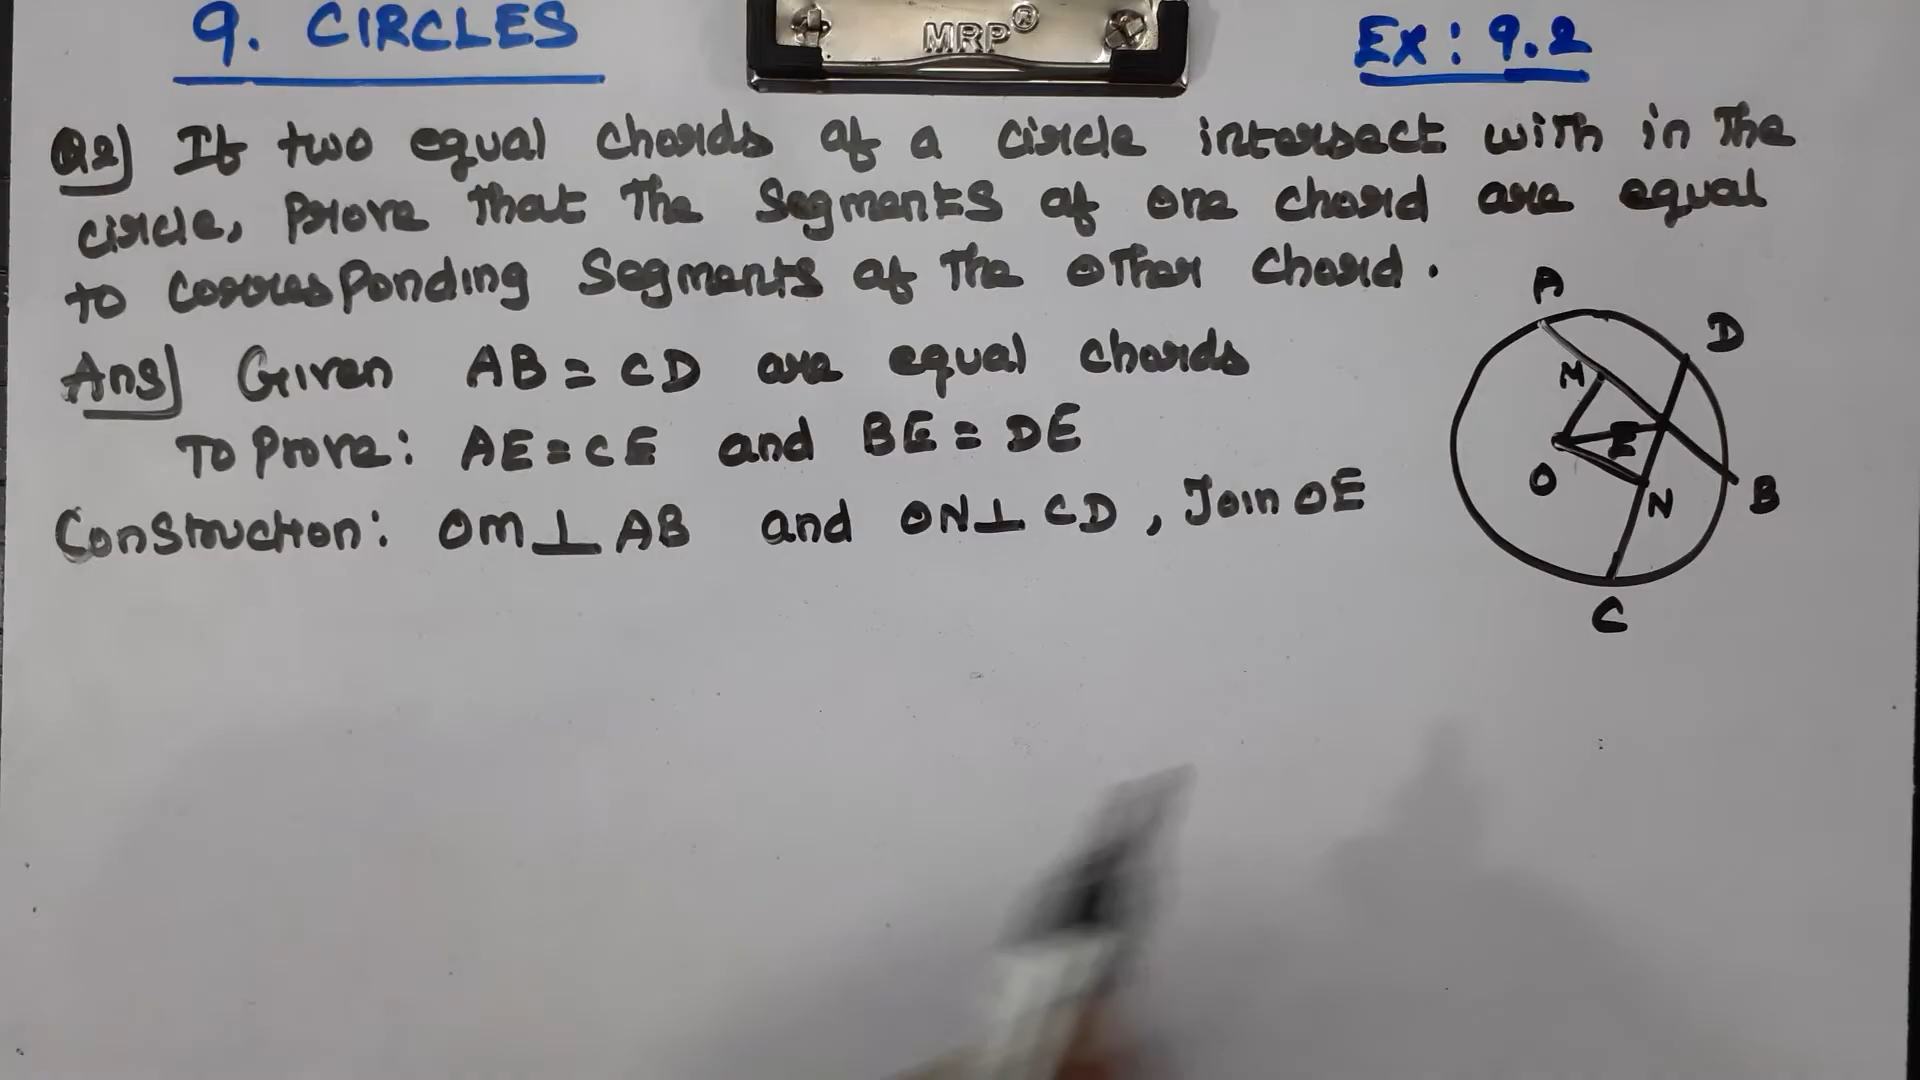 9. CIRCLES
MRP®
Ex: 9.2
Q2) If two equal chords of a circle intersect with in The
circle, Prove That The Segments of one chord are equal
to Corresponding Segments of The other chord.
Ans) Given AB = CD are equal chords
To Prove: AE = CE and BE = DE
Construction: OM ⊥ AB and ON ⊥ CD, Join OE
A
D
M
E
O
N
B
C